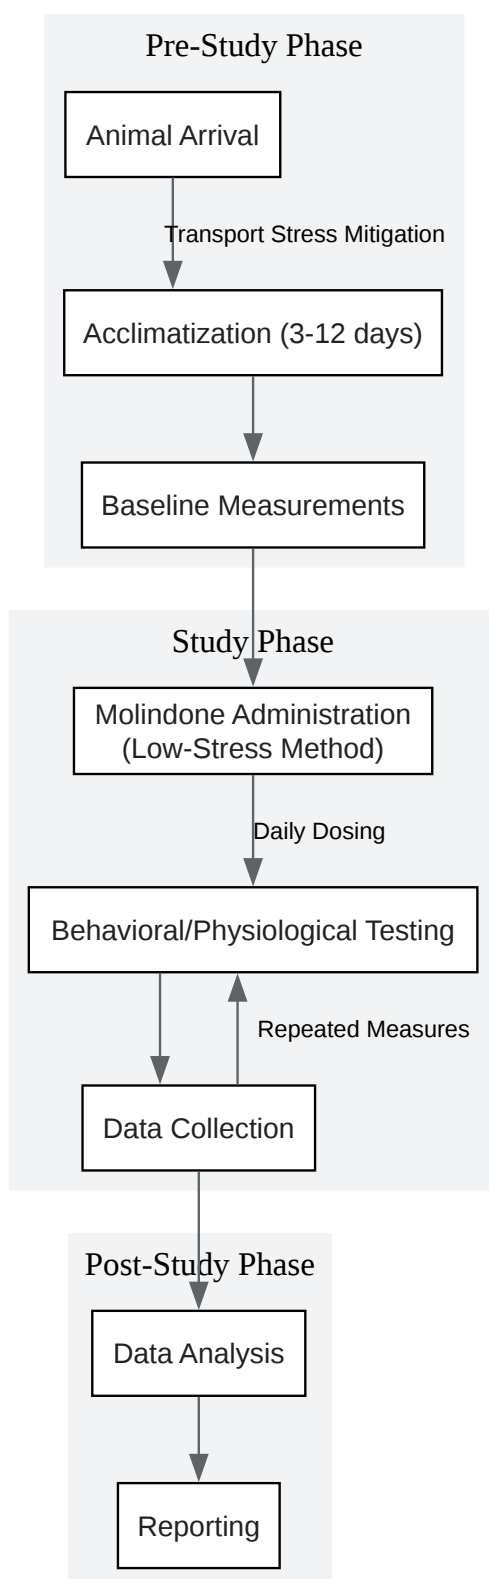 Pre-Study Phase
Animal Arrival
Transport Stress Mitigation
Acclimatization (3-12 days)
Baseline Measurements
Study Phase
Molindone Administration
(Low-Stress Method)
Daily Dosing
Behavioral/Physiological Testing
Repeated Measures
Data Collection
Post-Study Phase
Data Analysis
Reporting